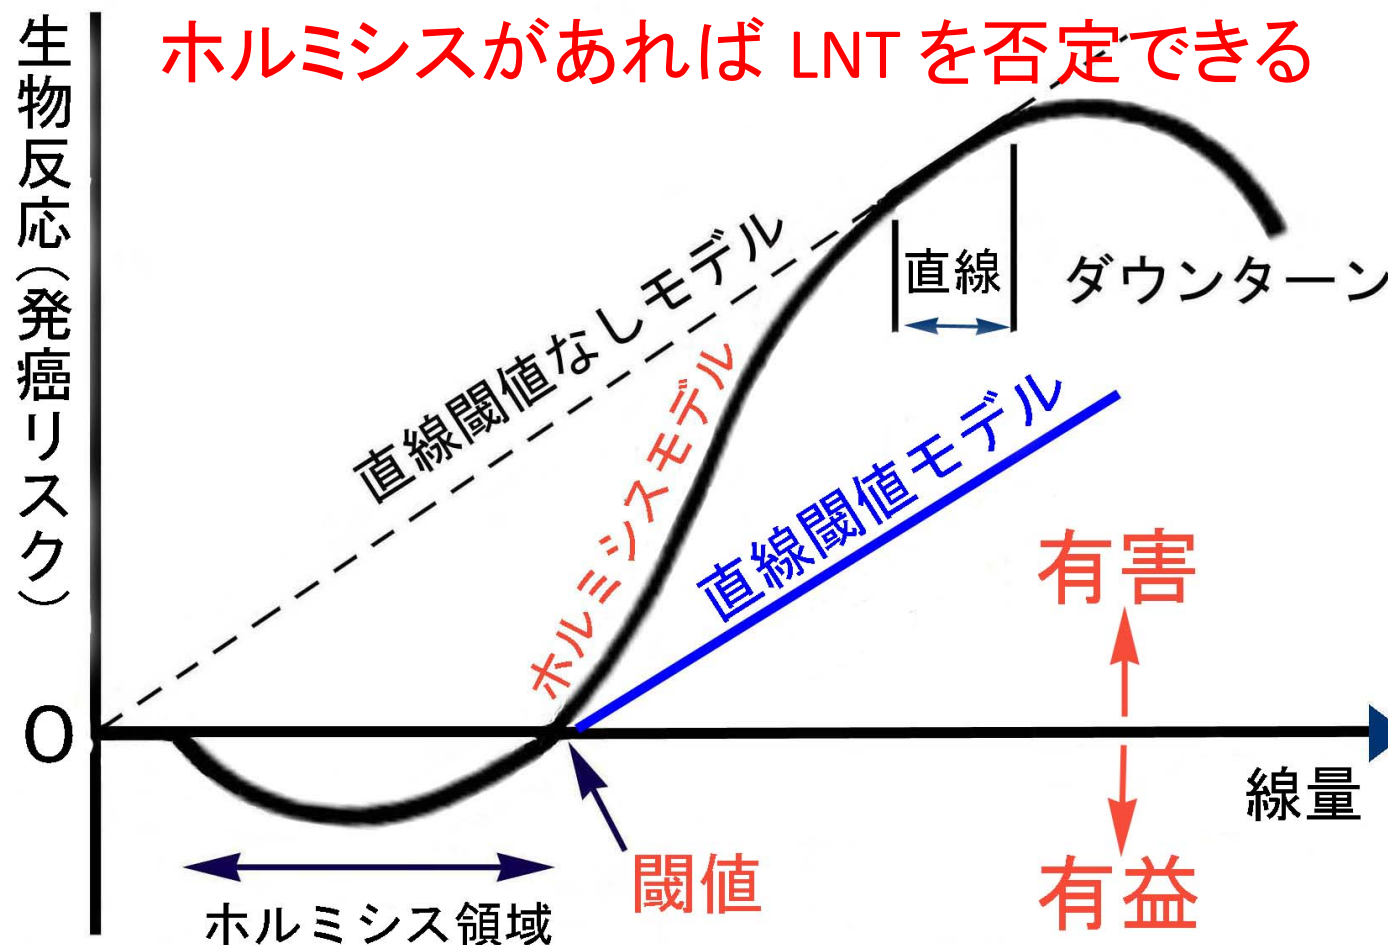 ホルミシスがあれば LNT を否定できる
生物反応(発癌リスク)
直線閾値なしモデル
ホルミシスモデル
直線閾値モデル
直線
ダウンターン
有害
0
線量
閾値
有益
ホルミシス領域